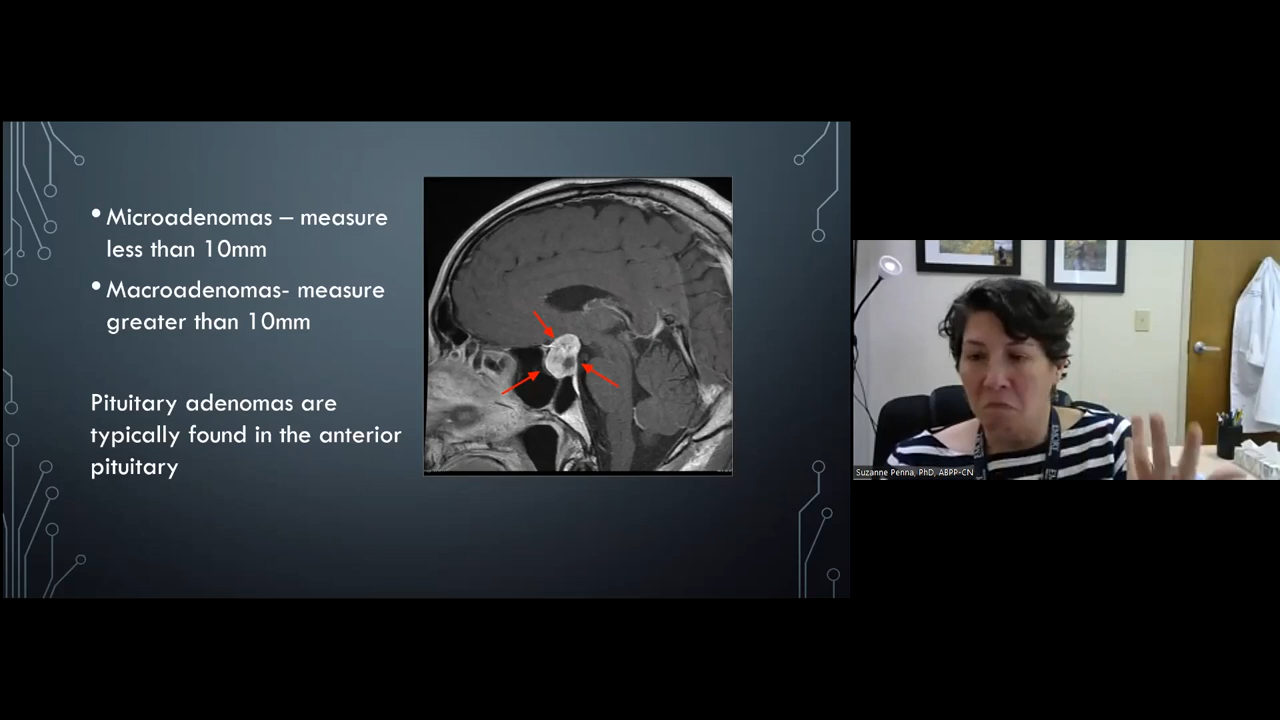 • Microadenomas – measure
less than 10mm
• Macroadenomas- measure
greater than 10mm
Pituitary adenomas are
typically found in the anterior
pituitary
Suzanne Penna, PhD, ABPP-CN